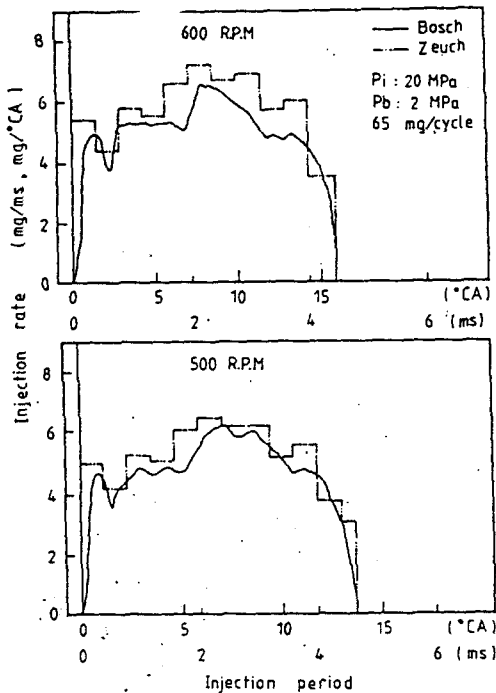 600 R.P.M
Bosch
Zeuch
Pi : 20 MPa
Pb : 2 MPa
65 mg/cycle
8
6
4
2
0
0 5 10 15 (°CA)
0 2 4 6 (ms)
Injection rate (mg/ms, mg/°CA)
500 R.P.M
8
6
4
2
0
0 5 10 15 (°CA)
0 2 4 6 (ms)
Injection period